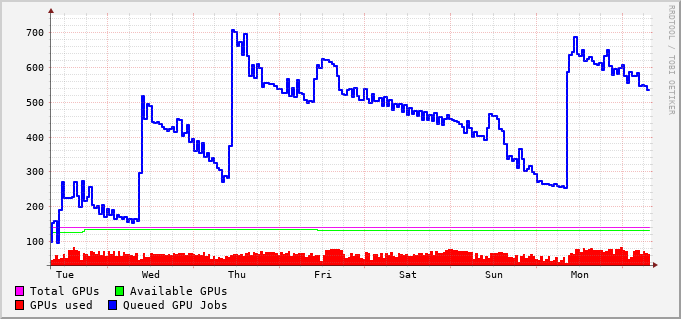 700
600
500
400
300
200
100
Tue Wed Thu Fri Sat Sun Mon
Total GPUs Available GPUs
GPUs used Queued GPU Jobs
RRDTOOL / TOBI OETIKER